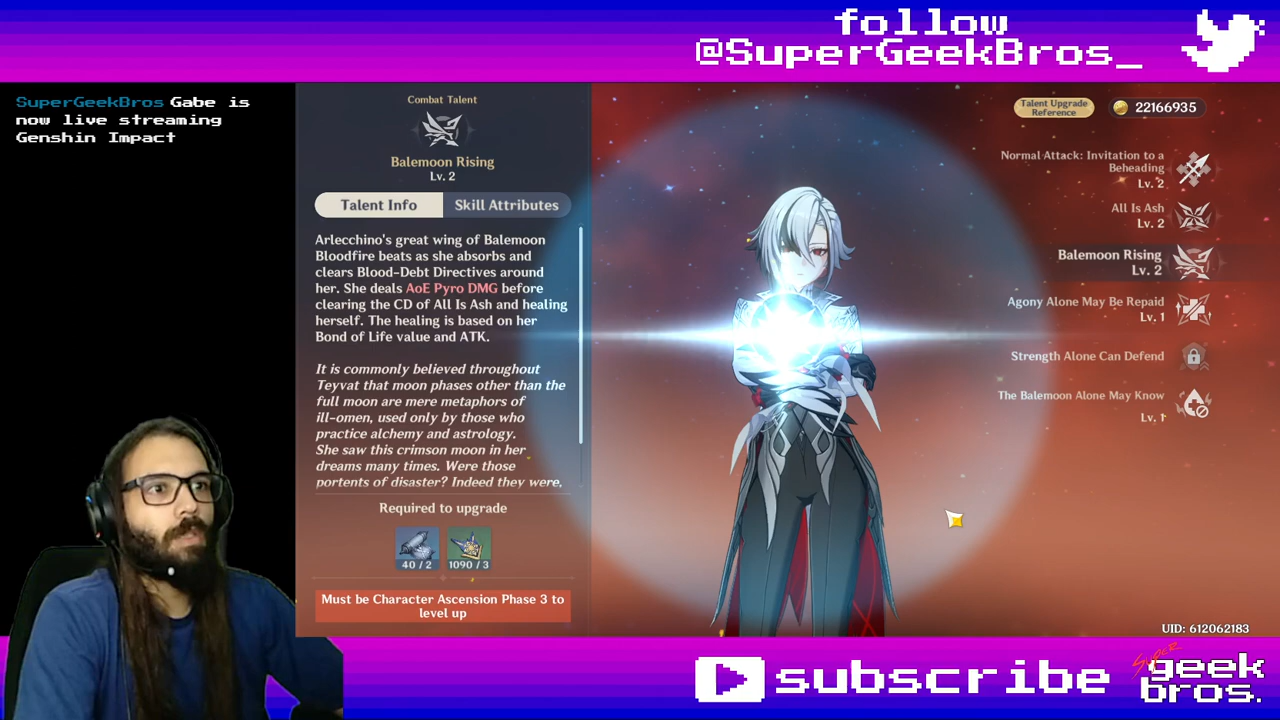 follow
@SuperGeekBros_
SuperGeekBros Gabe is
now live streaming
Genshin Impact
Combat Talent
Balemoon Rising
Lv. 2
Talent Info
Skill Attributes
Arlecchino's great wing of Balemoon
Bloodfire beats as she absorbs and
clears Blood-Debt Directives around
her. She deals AoE Pyro DMG before
clearing the CD of All Is Ash and healing
herself. The healing is based on her
Bond of Life value and ATK.
It is commonly believed throughout
Teyvat that moon phases other than the
full moon are mere metaphors of
ill-omen, used only by those who
practice alchemy and astrology.
She saw this crimson moon in her
dreams many times. Were those
portents of disaster? Indeed they were,
Required to upgrade
40 / 2
1090 / 3
Must be Character Ascension Phase 3 to
level up
Talent Upgrade
Reference
22166935
Normal Attack: Invitation to a
Beheading
Lv. 2
All Is Ash
Lv. 2
Balemoon Rising
Lv. 2
Agony Alone May Be Repaid
Lv. 1
Strength Alone Can Defend
The Balemoon Alone May Know
Lv. 1
UID: 612062183
subscribe
Super
geek
bros.